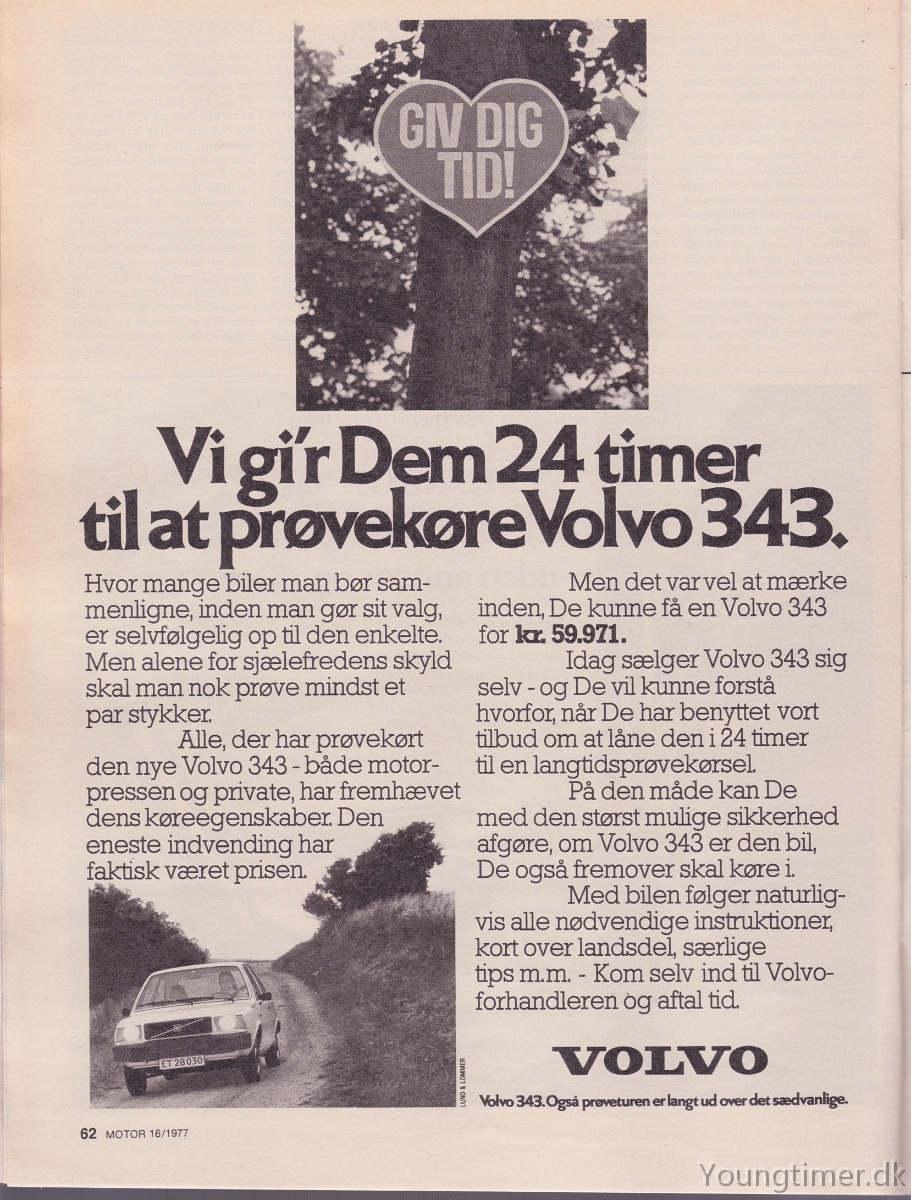 GIV DIG
TID!
Vi gi'r Dem 24 timer
til at prøvekøre Volvo 343.
Hvor mange biler man bør sam-
menligne, inden man gør sit valg,
er selvfølgelig op til den enkelte.
Men alene for sjælefredens skyld
skal man nok prøve mindst et
par stykker.
Alle, der har prøvekørt
den nye Volvo 343 - både motor-
pressen og private, har fremhævet
dens køreegenskaber. Den
eneste indvending har
faktisk været prisen.
Men det var vel at mærke
inden, De kunne få en Volvo 343
for kr. 59.971.
Idag sælger Volvo 343 sig
selv - og De vil kunne forstå
hvorfor, når De har benyttet vort
tilbud om at låne den i 24 timer
til en langtidsprøvekørsel.
På den måde kan De
med den størst mulige sikkerhed
afgøre, om Volvo 343 er den bil,
De også fremover skal køre i.
Med bilen følger naturlig-
vis alle nødvendige instruktioner,
kort over landsdel, særlige
tips m.m. - Kom selv ind til Volvo-
forhandleren og aftal tid.
ET 28030
LUND & LOMMER
VOLVO
Volvo 343. Også prøveturen er langt ud over det sædvanlige.
62 MOTOR 16/1977
Youngtimer.dk